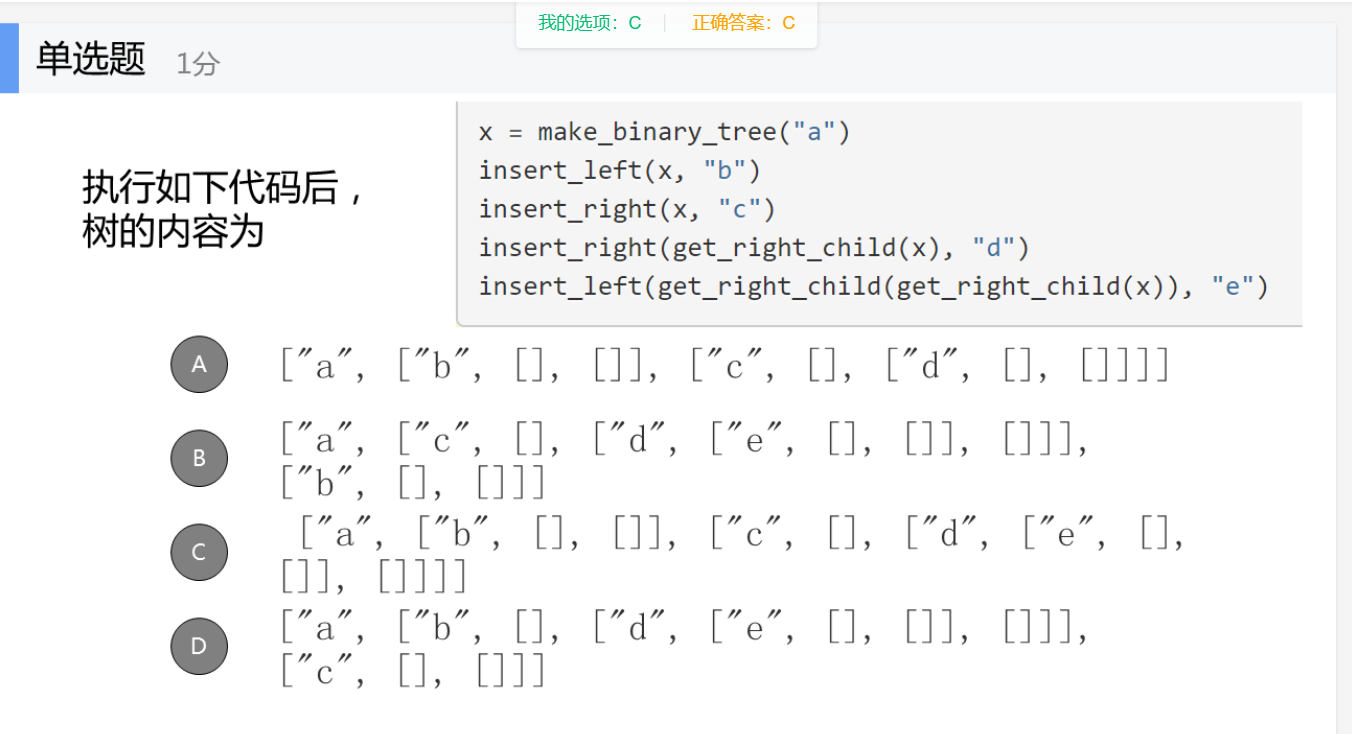 我的选项：C 正确答案：C
单选题 1分
执行如下代码后，
树的内容为
x = make_binary_tree("a")
insert_left(x, "b")
insert_right(x, "c")
insert_right(get_right_child(x), "d")
insert_left(get_right_child(get_right_child(x)), "e")
A ["a", ["b", [], []], ["c", [], ["d", [], []]]]
B ["a", ["c", [], ["d", ["e", [], []], []]],
["b", [], []]]
C ["a", ["b", [], []], ["c", [], ["d", ["e", [],
[]], []]]]
D ["a", ["b", [], ["d", ["e", [], []], []]],
["c", [], []]]